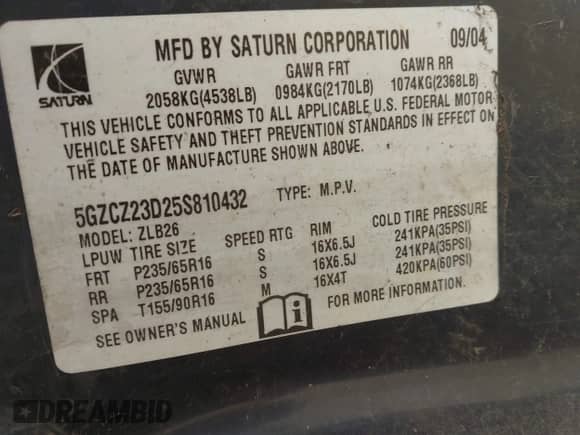 SATURN
MFD BY SATURN CORPORATION 09/04
GVWR GAWR FRT GAWR RR
2058KG(4538LB) 0984KG(2170LB) 1074KG(2368LB)
THIS VEHICLE CONFORMS TO ALL APPLICABLE U.S. FEDERAL MOTOR
VEHICLE SAFETY AND THEFT PREVENTION STANDARDS IN EFFECT ON
THE DATE OF MANUFACTURE SHOWN ABOVE.
5GZCZ23D25S810432 TYPE: M.P.V.
MODEL: ZLB26
LPUW TIRE SIZE SPEED RTG RIM COLD TIRE PRESSURE
FRT P235/65R16 S 16X6.5J 241KPA(35PSI)
RR P235/65R16 S 16X6.5J 241KPA(35PSI)
SPA T155/90R16 M 16X4T 420KPA(60PSI)
SEE OWNER'S MANUAL FOR MORE INFORMATION.
DREAMBID